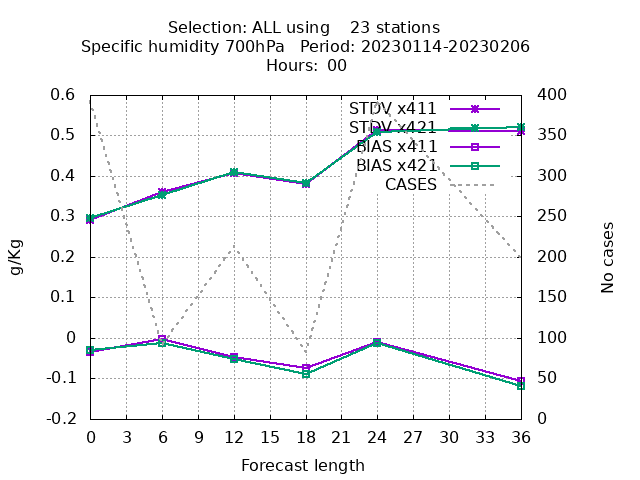 Selection: ALL using    23 stations
Specific humidity 700hPa   Period: 20230114-20230206
Hours: 00
g/Kg
No cases
0.6
0.5
0.4
0.3
0.2
0.1
0
-0.1
-0.2
STDV x411
STDV x421
BIAS x411
BIAS x421
CASES
400
350
300
250
200
150
100
50
0
0 3 6 9 12 15 18 21 24 27 30 33 36
Forecast length